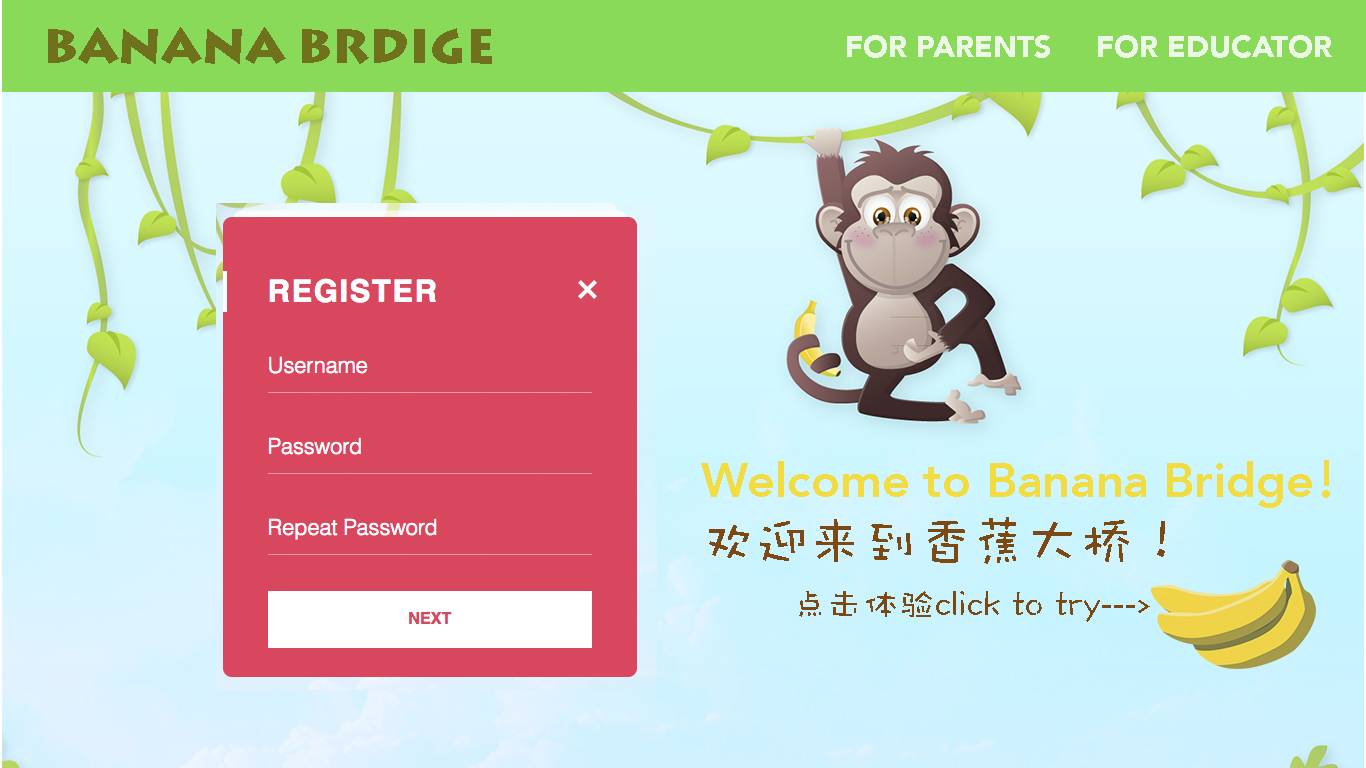 BANANA BRDIGE
FOR PARENTS
FOR EDUCATOR
REGISTER
×
Username
Password
Repeat Password
NEXT
Welcome to Banana Bridge!
欢迎来到香蕉大桥！
点击体验click to try--->